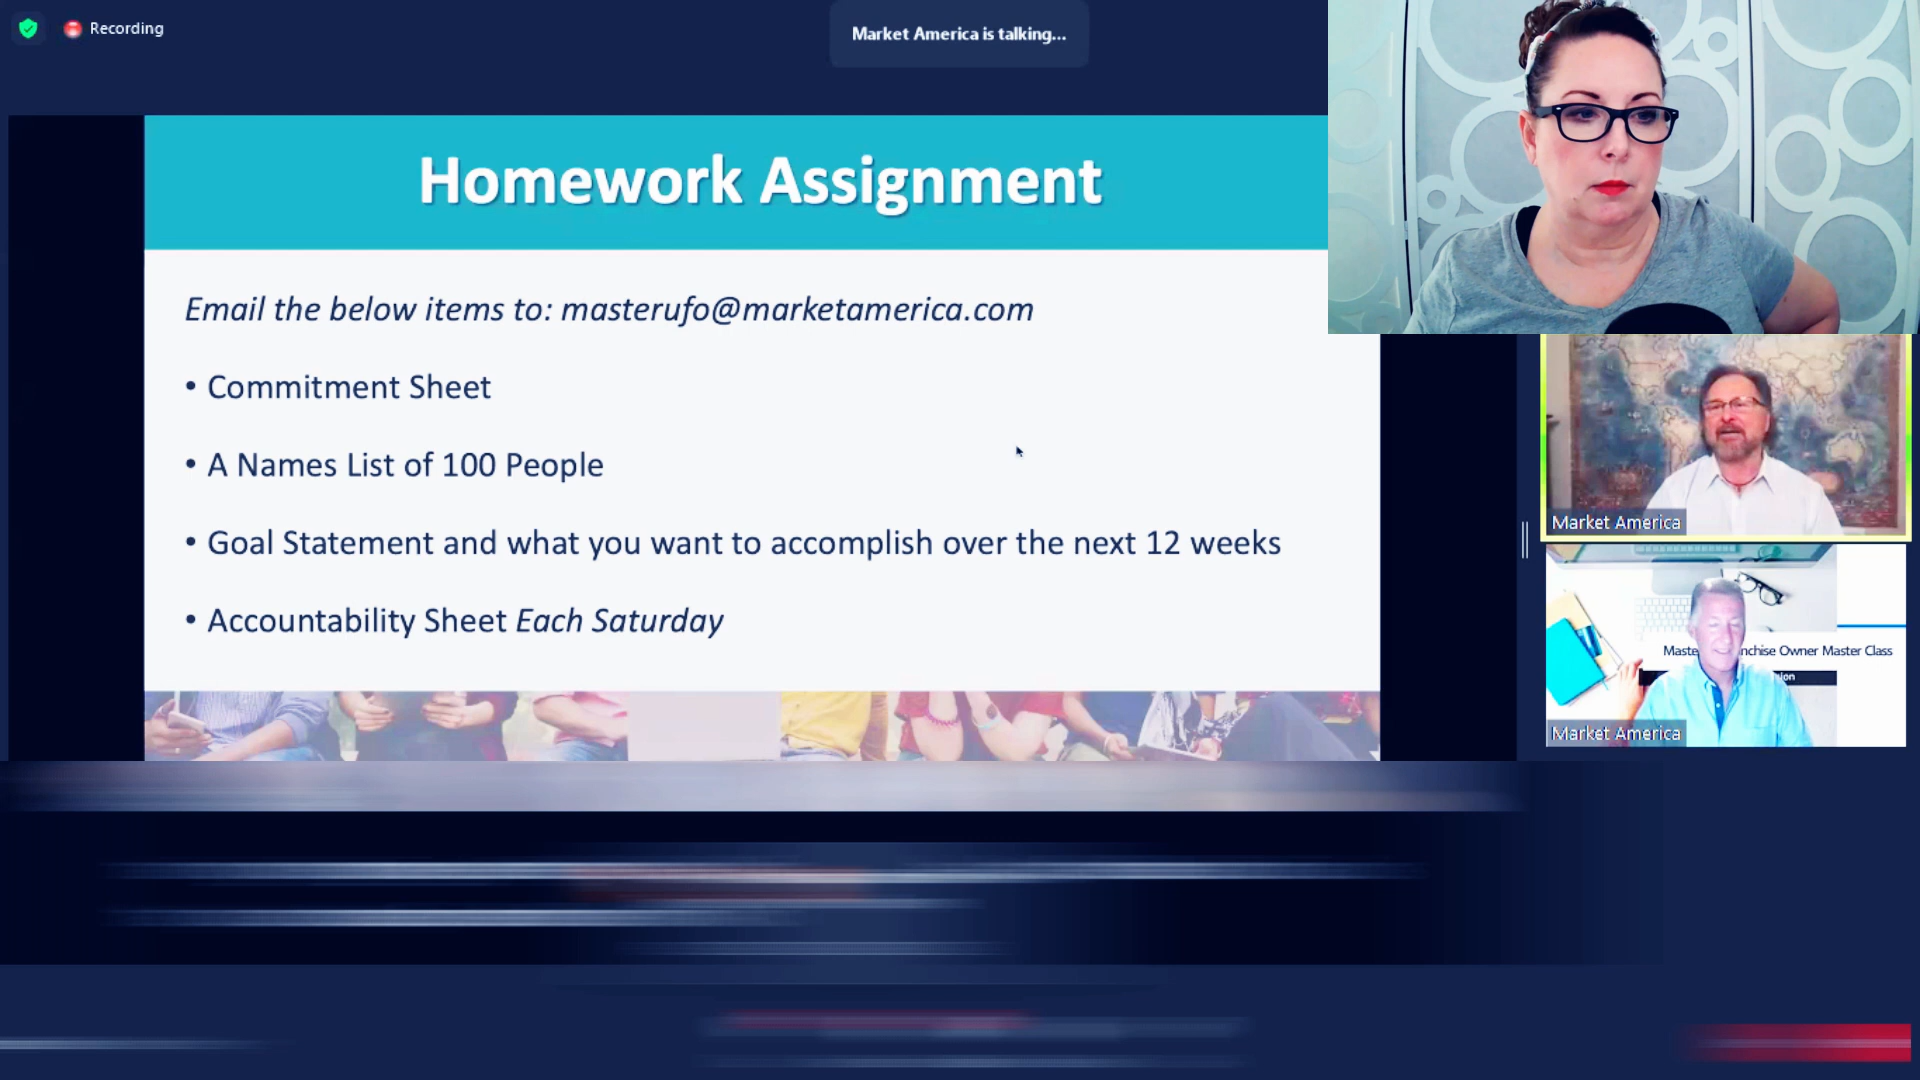 Recording
Market America is talking...
Homework Assignment
Email the below items to: masterufo@marketamerica.com
• Commitment Sheet
• A Names List of 100 People
• Goal Statement and what you want to accomplish over the next 12 weeks
• Accountability Sheet Each Saturday
Market America
Owner Master Class
Market America